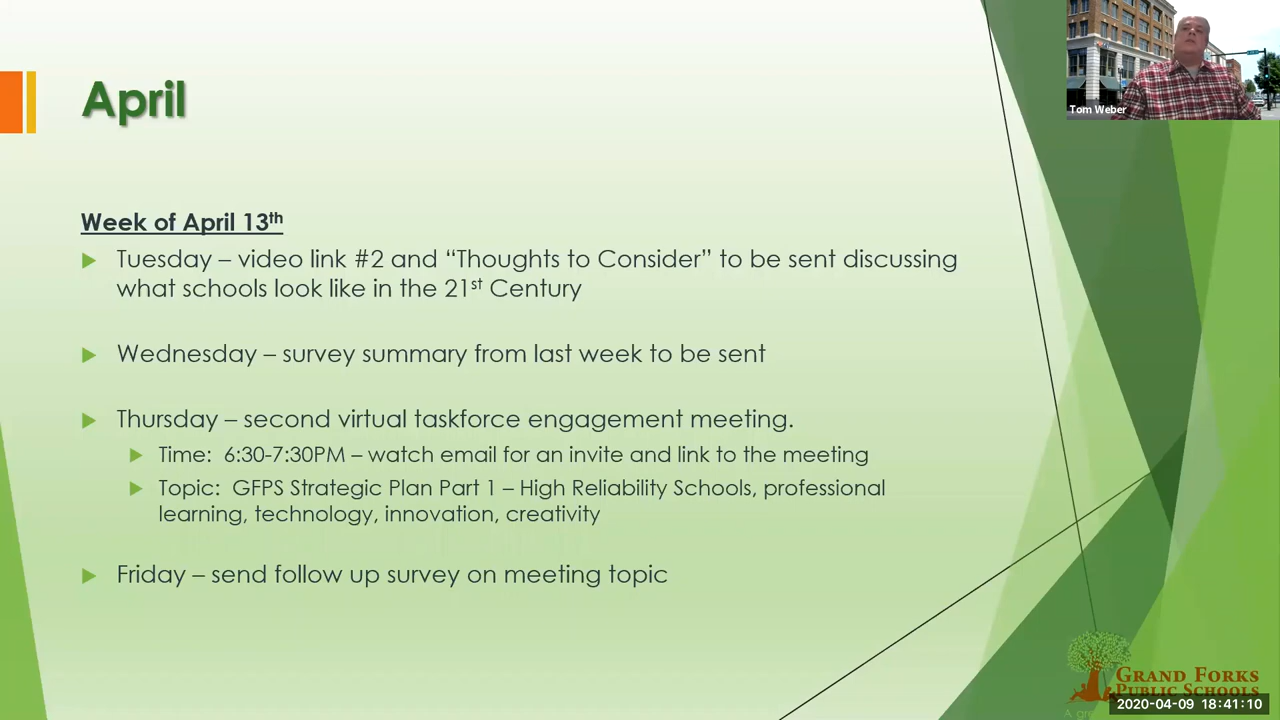 April
Tom Weber
Week of April 13th
Tuesday – video link #2 and “Thoughts to Consider” to be sent discussing
what schools look like in the 21st Century
Wednesday – survey summary from last week to be sent
Thursday – second virtual taskforce engagement meeting.
Time:  6:30-7:30PM – watch email for an invite and link to the meeting
Topic:  GFPS Strategic Plan Part 1 – High Reliability Schools, professional
learning, technology, innovation, creativity
Friday – send follow up survey on meeting topic
GRAND FORKS
PUBLIC SCHOOLS
2020-04-09 18:41:10